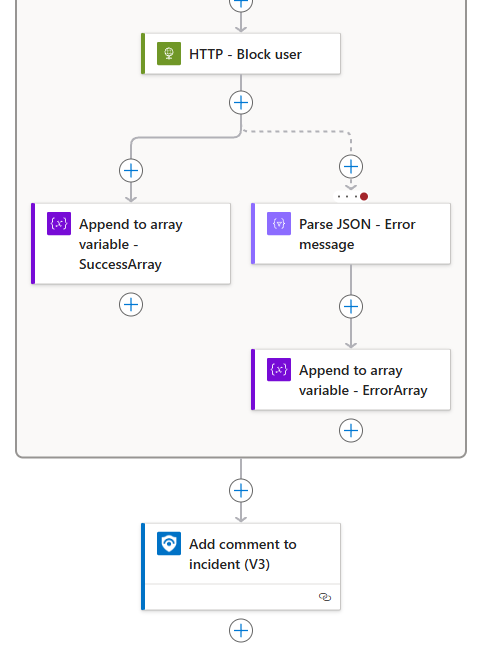 HTTP - Block user
Append to array
variable -
SuccessArray
{x}
Parse JSON - Error
message
Append to array
variable - ErrorArray
{x}
Add comment to
incident (V3)